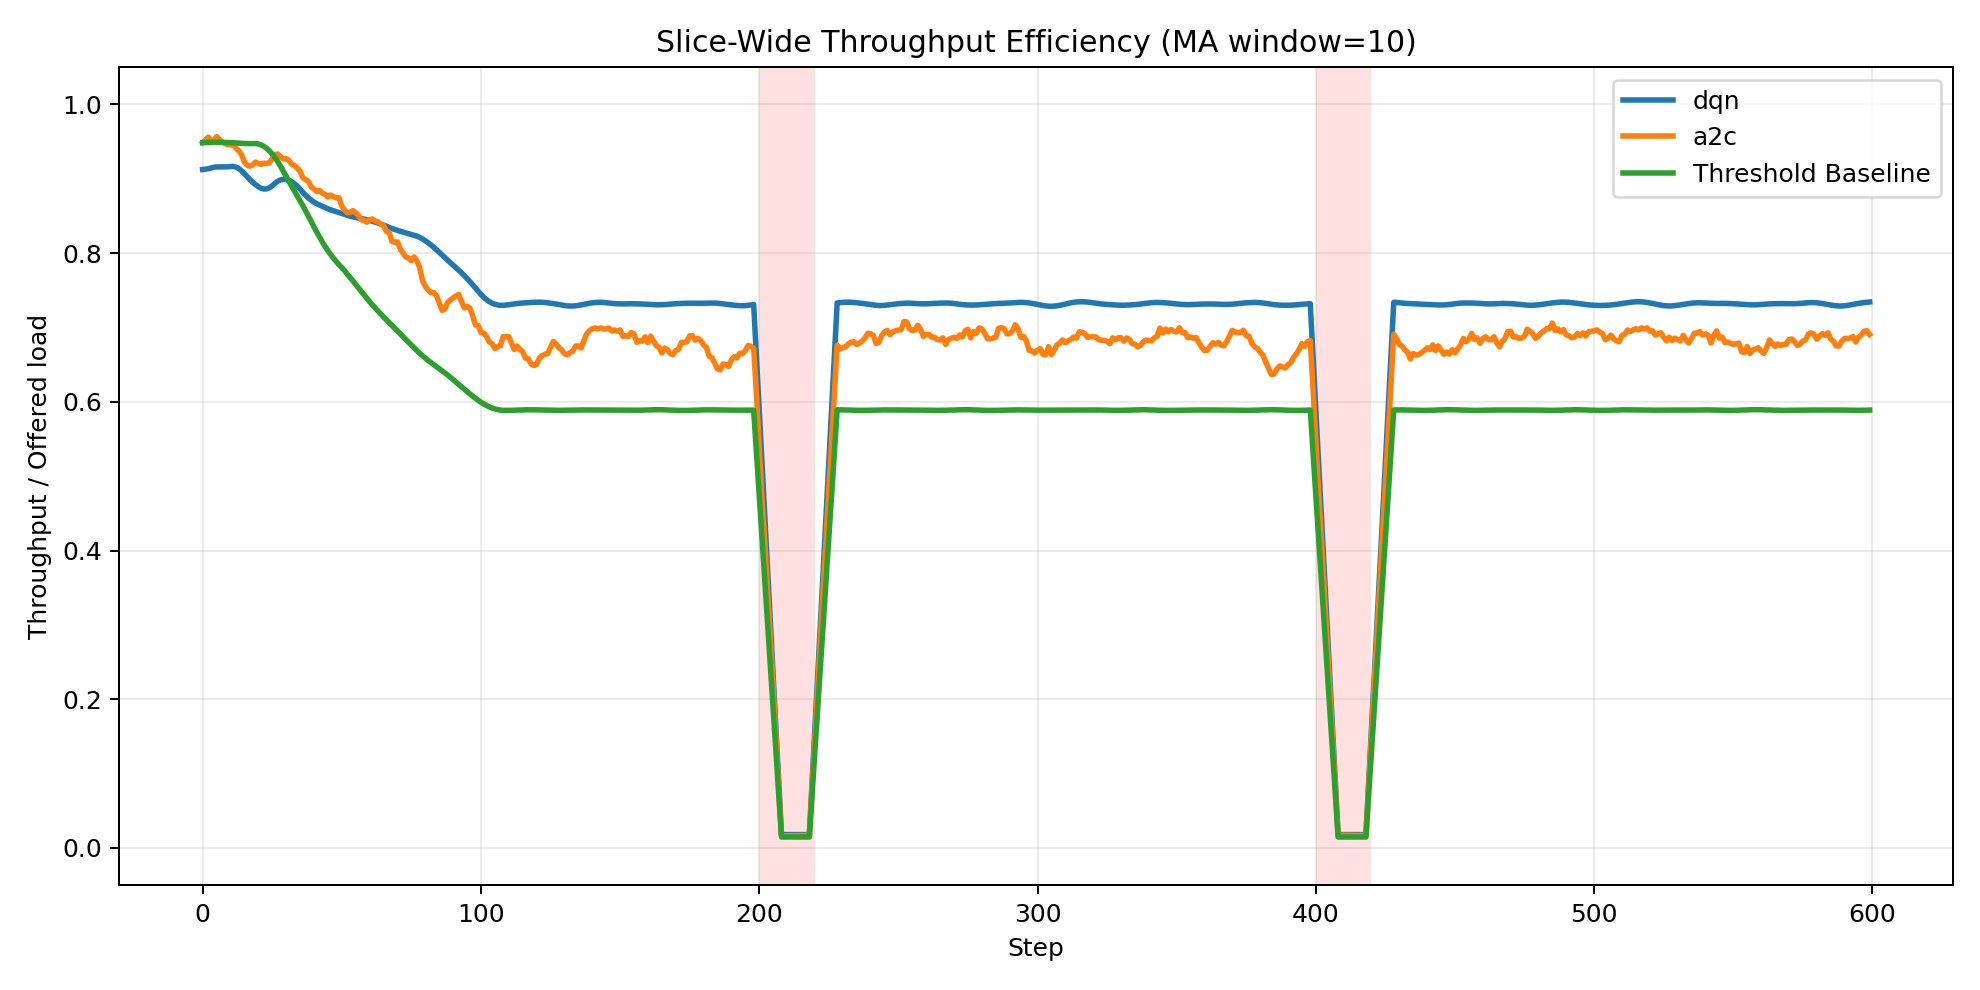 Slice-Wide Throughput Efficiency (MA window=10)
dqn
a2c
Threshold Baseline
Throughput / Offered load
1.0
0.8
0.6
0.4
0.2
0.0
0 100 200 300 400 500 600
Step